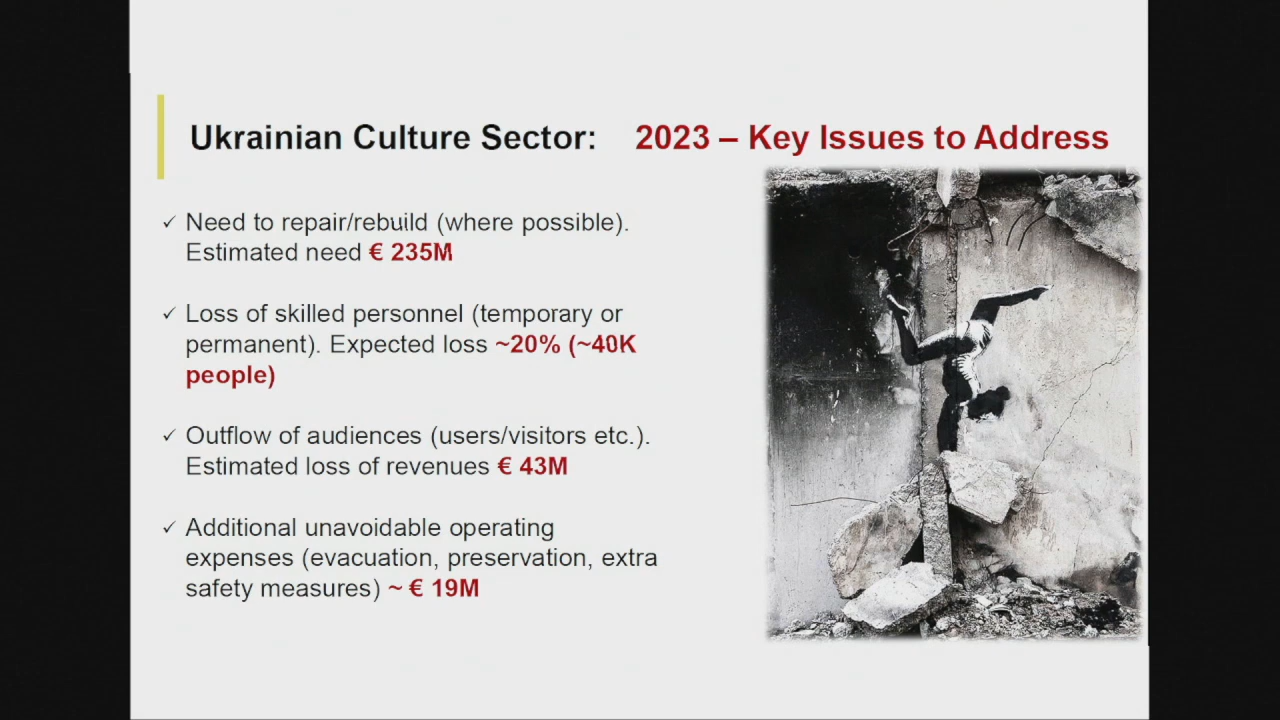 Ukrainian Culture Sector: 2023 – Key Issues to Address
✓ Need to repair/rebuild (where possible).
Estimated need € 235M
✓ Loss of skilled personnel (temporary or
permanent). Expected loss ~20% (~40K
people)
✓ Outflow of audiences (users/visitors etc.).
Estimated loss of revenues € 43M
✓ Additional unavoidable operating
expenses (evacuation, preservation, extra
safety measures) ~ € 19M